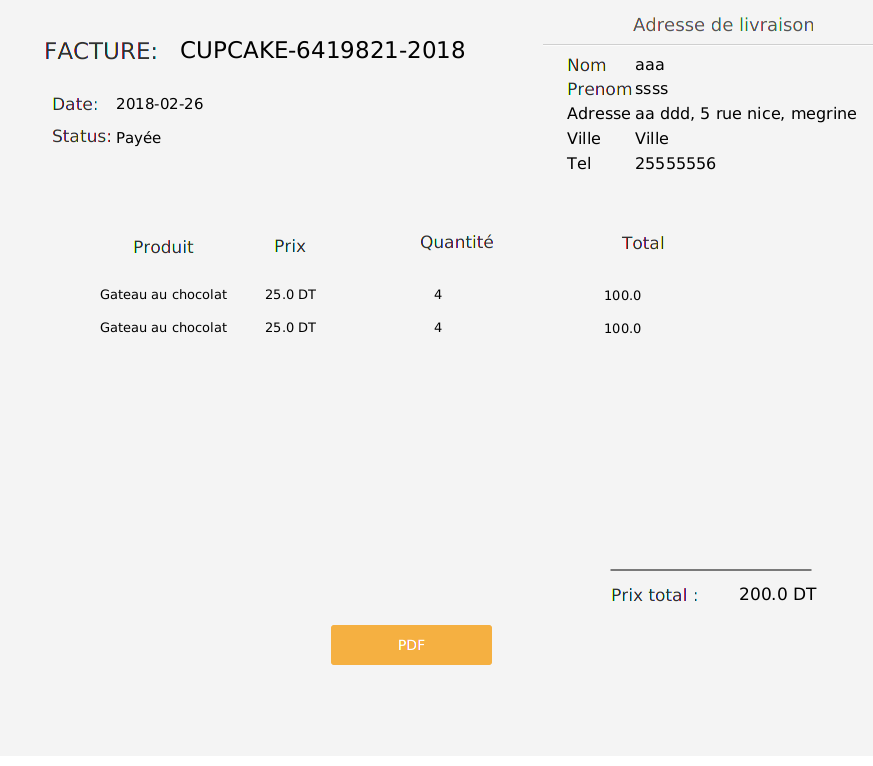 FACTURE: CUPCAKE-6419821-2018
Date: 2018-02-26
Status: Payée
Adresse de livraison
Nom aaa
Prenom ssss
Adresse aa ddd, 5 rue nice, megrine
Ville Ville
Tel 25555556
Produit Prix Quantité Total
Gateau au chocolat 25.0 DT 4 100.0
Gateau au chocolat 25.0 DT 4 100.0
Prix total : 200.0 DT
PDF